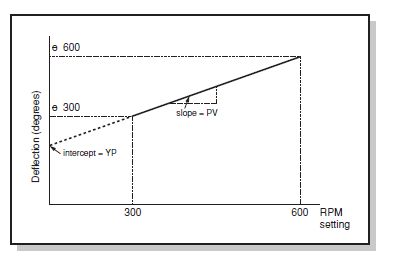 Deflection (degrees)
ɵ 600
ɵ 300
slope - PV
intercept - YP
300
600 RPM
setting